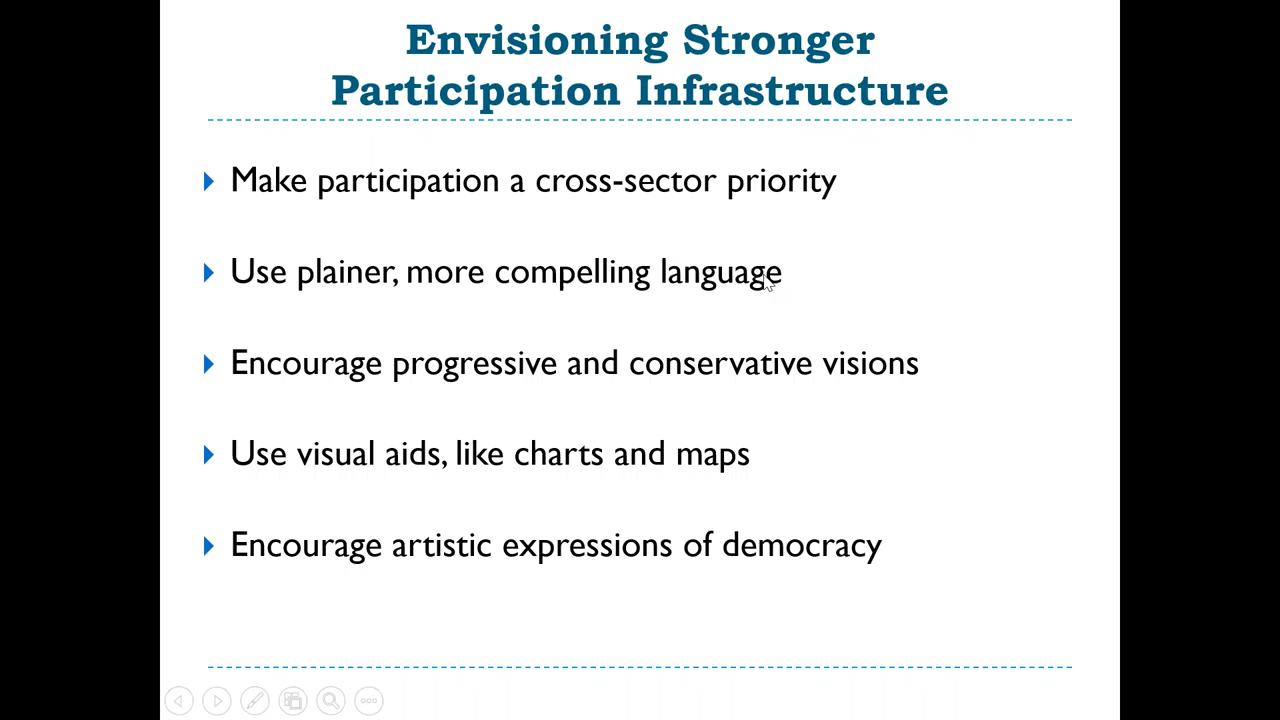 Envisioning Stronger
Participation Infrastructure
Make participation a cross-sector priority
Use plainer, more compelling language
Encourage progressive and conservative visions
Use visual aids, like charts and maps
Encourage artistic expressions of democracy